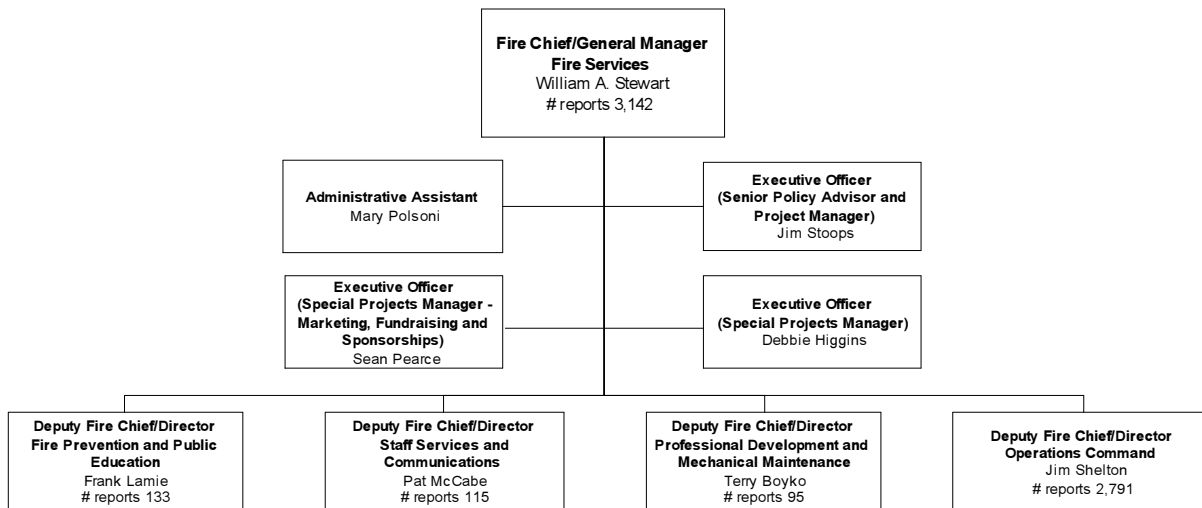 Fire Chief/General Manager
Fire Services
William A. Stewart
# reports 3,142
Administrative Assistant
Mary Polsoni
Executive Officer
(Senior Policy Advisor and
Project Manager)
Jim Stoops
Executive Officer
(Special Projects Manager -
Marketing, Fundraising and
Sponsorships)
Sean Pearce
Executive Officer
(Special Projects Manager)
Debbie Higgins
Deputy Fire Chief/Director
Fire Prevention and Public
Education
Frank Lamie
# reports 133
Deputy Fire Chief/Director
Staff Services and
Communications
Pat McCabe
# reports 115
Deputy Fire Chief/Director
Professional Development and
Mechanical Maintenance
Terry Boyko
# reports 95
Deputy Fire Chief/Director
Operations Command
Jim Shelton
# reports 2,791